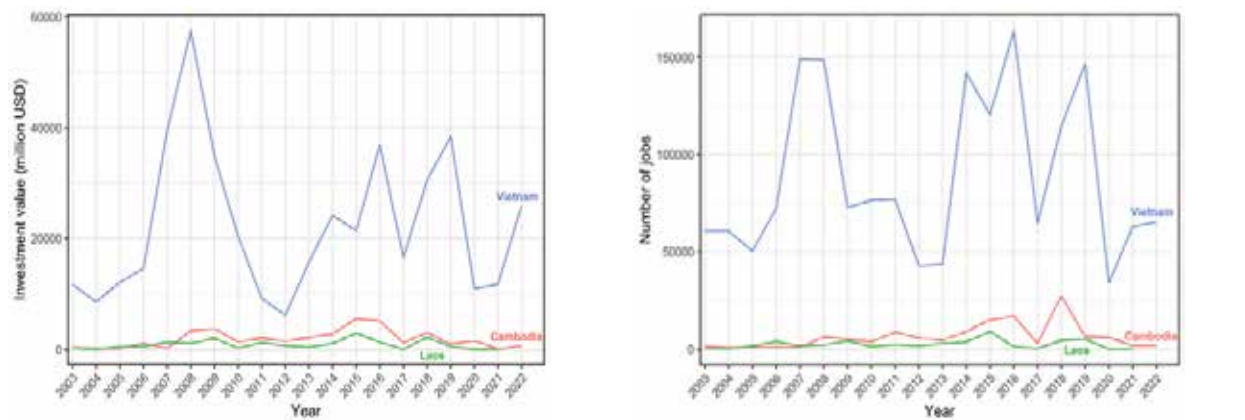 60000
40000
20000
0
Investment value (million USD)
Vietnam
Cambodia
Laos
2003 2004 2005 2006 2007 2008 2009 2010 2011 2012 2013 2014 2015 2016 2017 2018 2019 2020 2021 2022
Year
150000
100000
50000
0
Number of jobs
Vietnam
Cambodia
Laos
2003 2004 2005 2006 2007 2008 2009 2010 2011 2012 2013 2014 2015 2016 2017 2018 2019 2020 2021 2022
Year